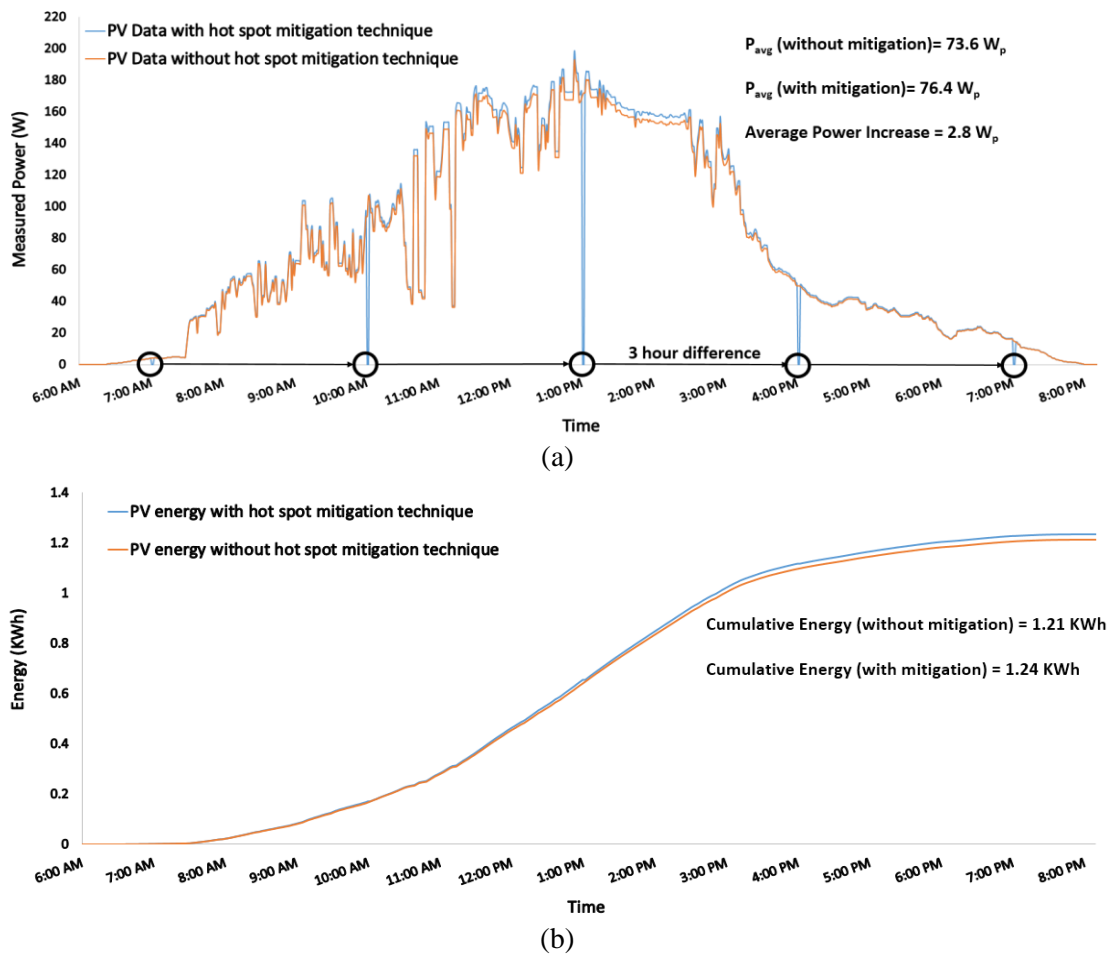 220
200
180
160
140
120
100
80
60
40
20
0
Measured Power (W)
PV Data with hot spot mitigation technique
PV Data without hot spot mitigation technique
Pavg (without mitigation)= 73.6 Wp
Pavg (with mitigation)= 76.4 Wp
Average Power Increase = 2.8 Wp
3 hour difference
6:00 AM 7:00 AM 8:00 AM 9:00 AM 10:00 AM 11:00 AM 12:00 PM 1:00 PM 2:00 PM 3:00 PM 4:00 PM 5:00 PM 6:00 PM 7:00 PM 8:00 PM
Time
(a)
1.4
1.2
1
0.8
0.6
0.4
0.2
0
Energy (KWh)
PV energy with hot spot mitigation technique
PV energy without hot spot mitigation technique
Cumulative Energy (without mitigation) = 1.21 KWh
Cumulative Energy (with mitigation) = 1.24 KWh
6:00 AM 7:00 AM 8:00 AM 9:00 AM 10:00 AM 11:00 AM 12:00 PM 1:00 PM 2:00 PM 3:00 PM 4:00 PM 5:00 PM 6:00 PM 7:00 PM 8:00 PM
Time
(b)